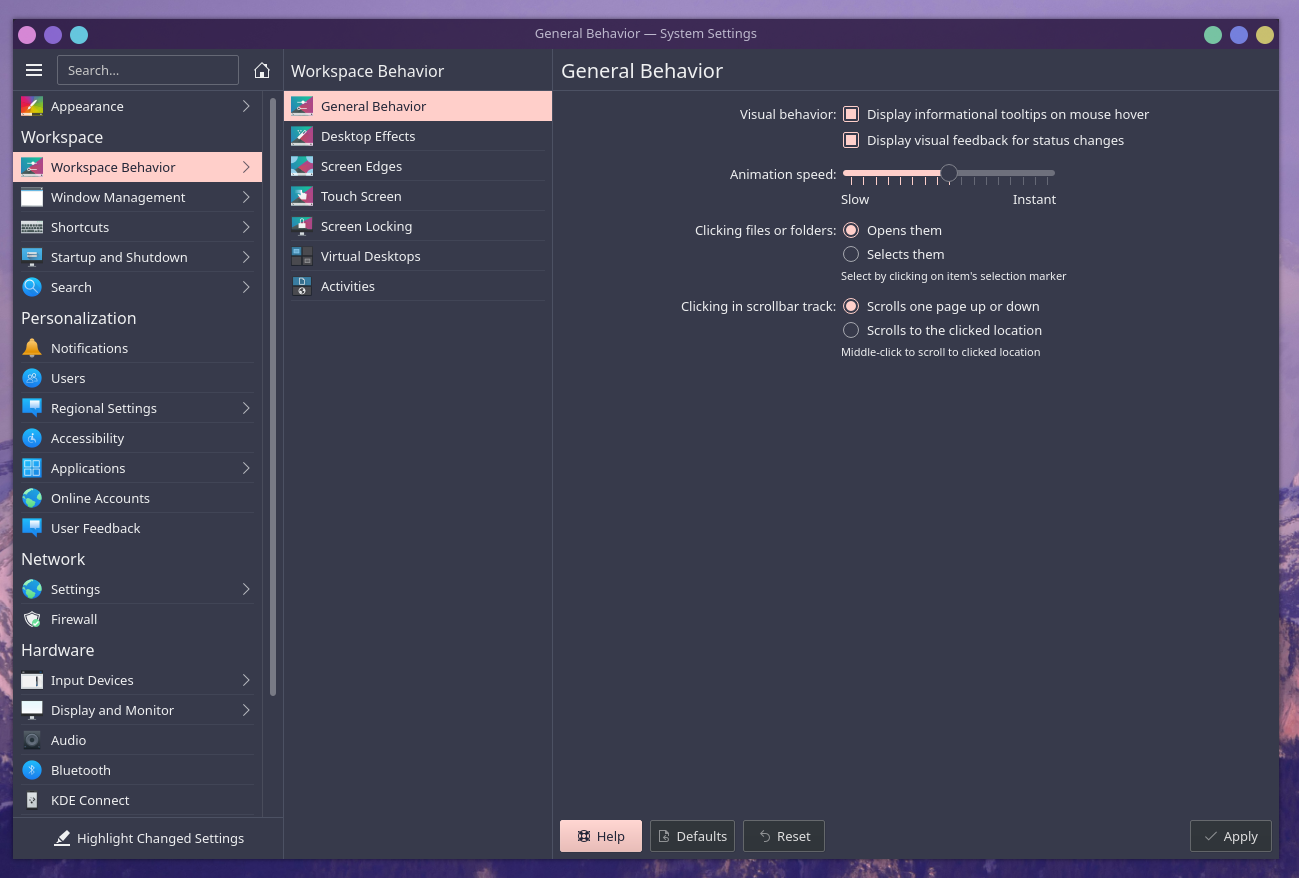 General Behavior — System Settings
Search...
Appearance
Workspace
Workspace Behavior
Window Management
Shortcuts
Startup and Shutdown
Search
Personalization
Notifications
Users
Regional Settings
Accessibility
Applications
Online Accounts
User Feedback
Network
Settings
Firewall
Hardware
Input Devices
Display and Monitor
Audio
Bluetooth
KDE Connect
Highlight Changed Settings
Workspace Behavior
General Behavior
Desktop Effects
Screen Edges
Touch Screen
Screen Locking
Virtual Desktops
Activities
General Behavior
Visual behavior: Display informational tooltips on mouse hover
Display visual feedback for status changes
Animation speed:
Slow Instant
Clicking files or folders: Opens them
Selects them
Select by clicking on item's selection marker
Clicking in scrollbar track: Scrolls one page up or down
Scrolls to the clicked location
Middle-click to scroll to clicked location
Help Defaults Reset Apply